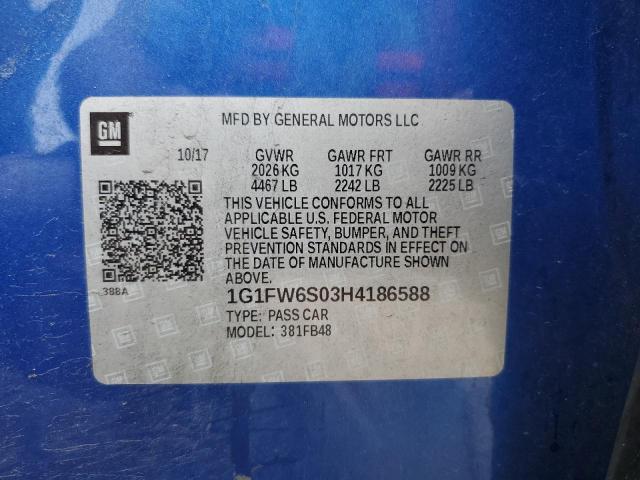 GM
MFD BY GENERAL MOTORS LLC
10/17 GVWR GAWR FRT GAWR RR
2026 KG 1017 KG 1009 KG
4467 LB 2242 LB 2225 LB
THIS VEHICLE CONFORMS TO ALL
APPLICABLE U.S. FEDERAL MOTOR
VEHICLE SAFETY, BUMPER, AND THEFT
PREVENTION STANDARDS IN EFFECT ON
THE DATE OF MANUFACTURE SHOWN
ABOVE.
388A
1G1FW6S03H4186588
TYPE: PASS CAR
MODEL: 381FB48